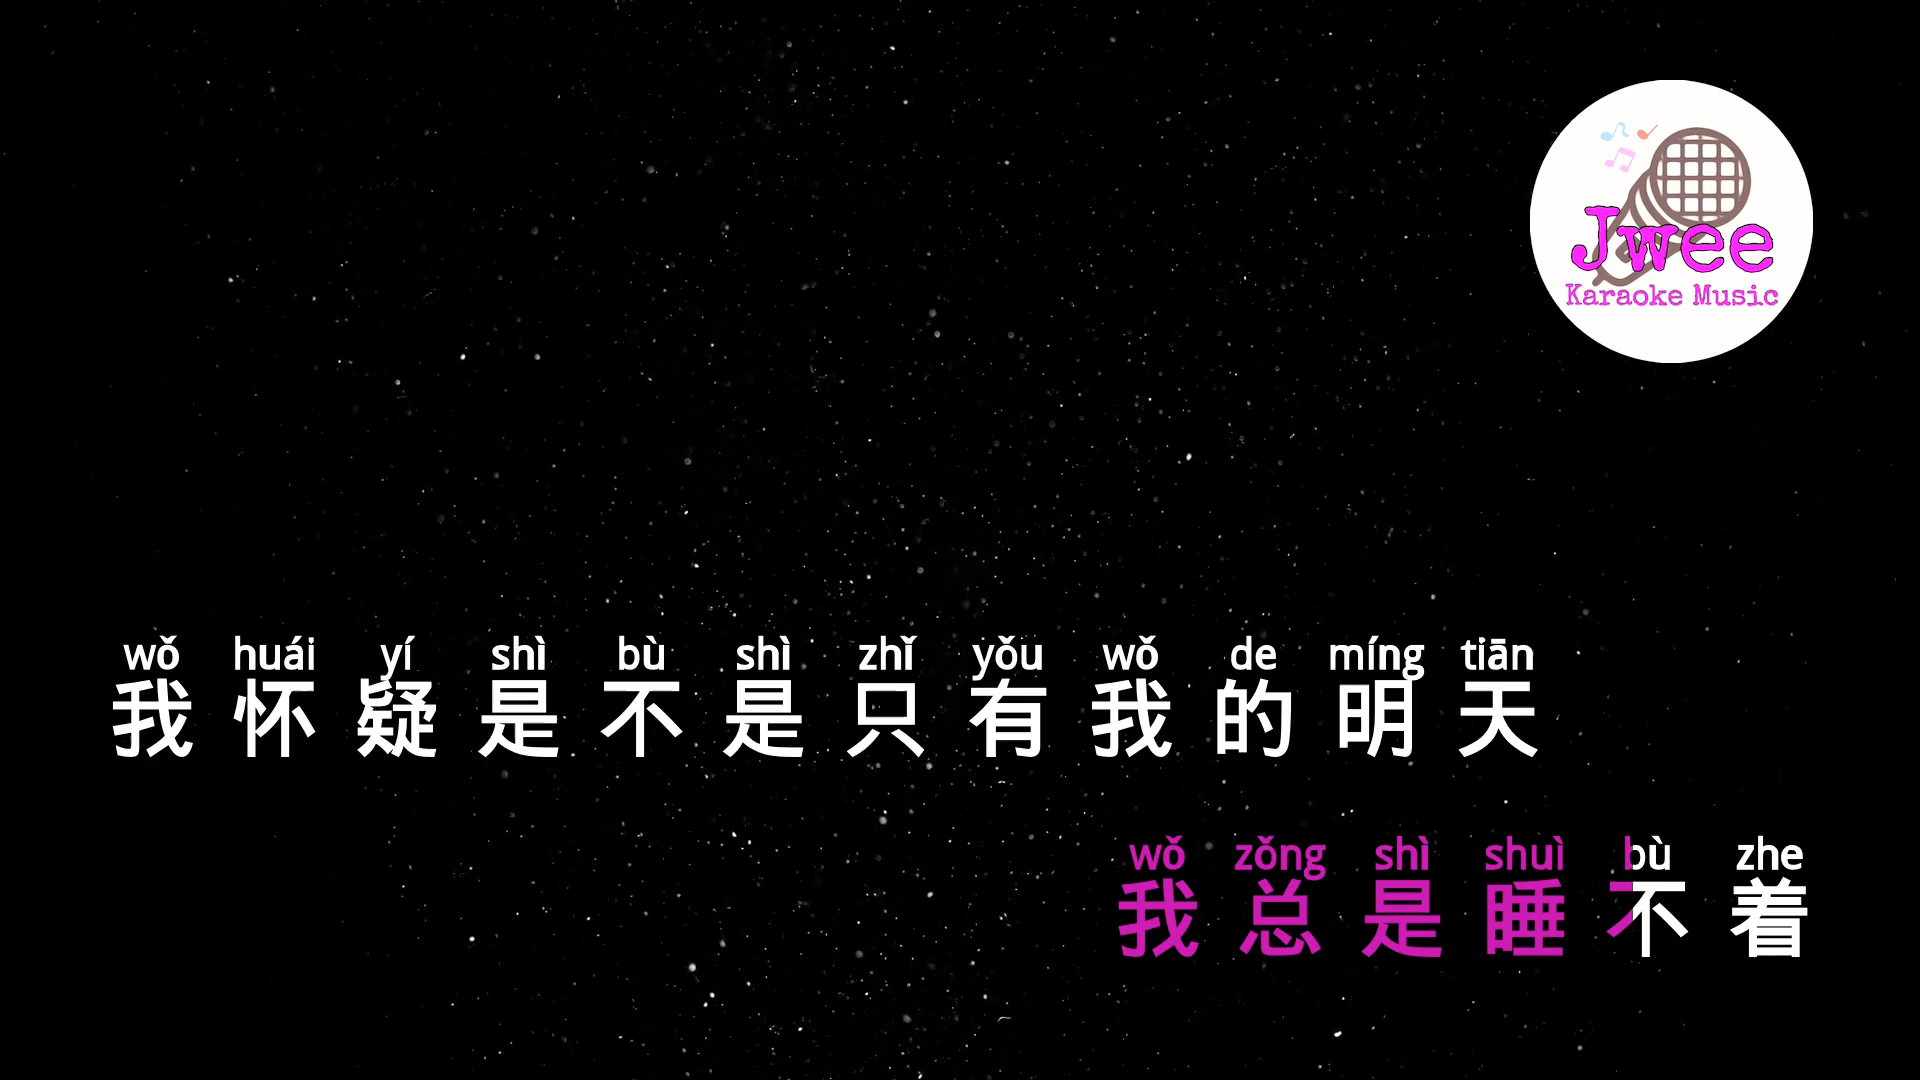 Jwee
Karaoke Music
wǒ huái yí shì bù shì zhǐ yǒu wǒ de míng tiān
我怀疑是不是只有我的明天
wǒ zǒng shì shuì bù zhe
我总是睡不着